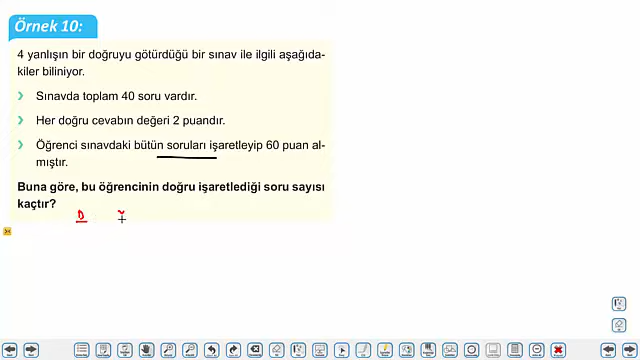 Örnek 10:
4 yanlışın bir doğruyu götürdüğü bir sınav ile ilgili aşağıda-
kiler biliniyor.
Sınavda toplam 40 soru vardır.
Her doğru cevabın değeri 2 puandır.
Öğrenci sınavdaki bütün soruları işaretleyip 60 puan al-
mıştır.
Buna göre, bu öğrencinin doğru işaretlediği soru sayısı
kaçtır?
D